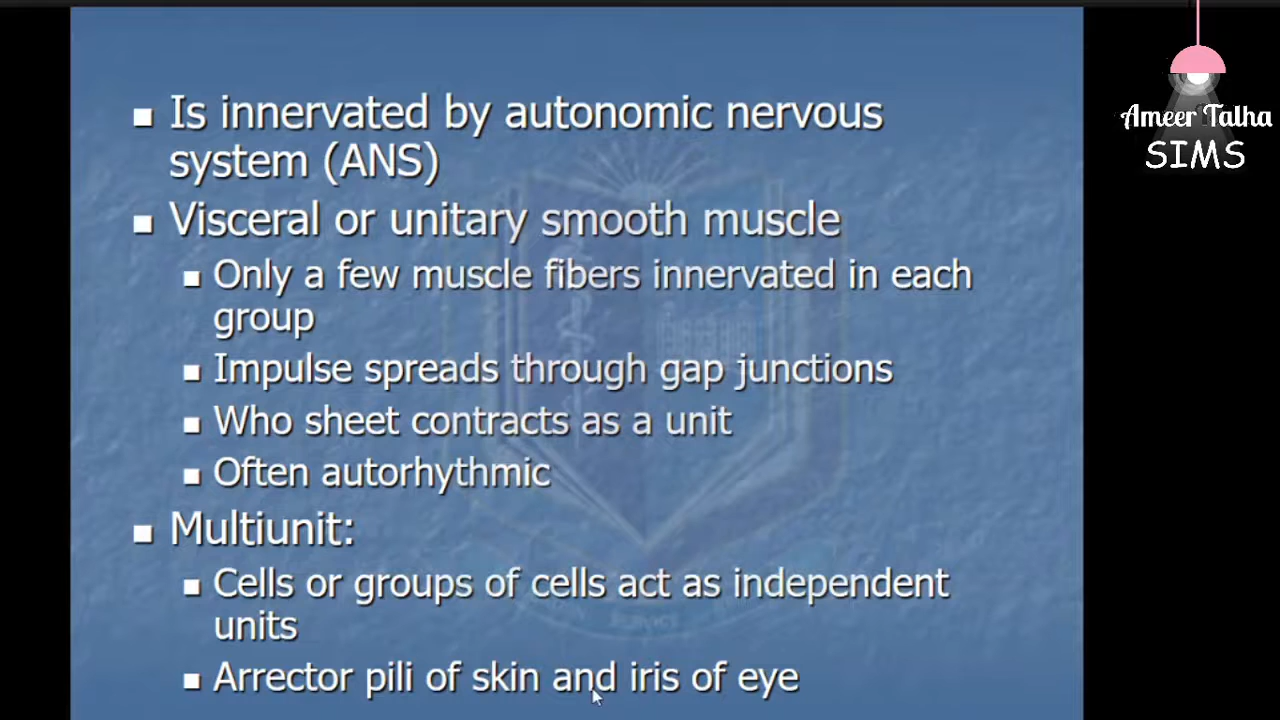 Is innervated by autonomic nervous
system (ANS)
Visceral or unitary smooth muscle
Only a few muscle fibers innervated in each
group
Impulse spreads through gap junctions
Who sheet contracts as a unit
Often autorhythmic
Multiunit:
Cells or groups of cells act as independent
units
Arrector pili of skin and iris of eye
Ameer Talha
SIMS